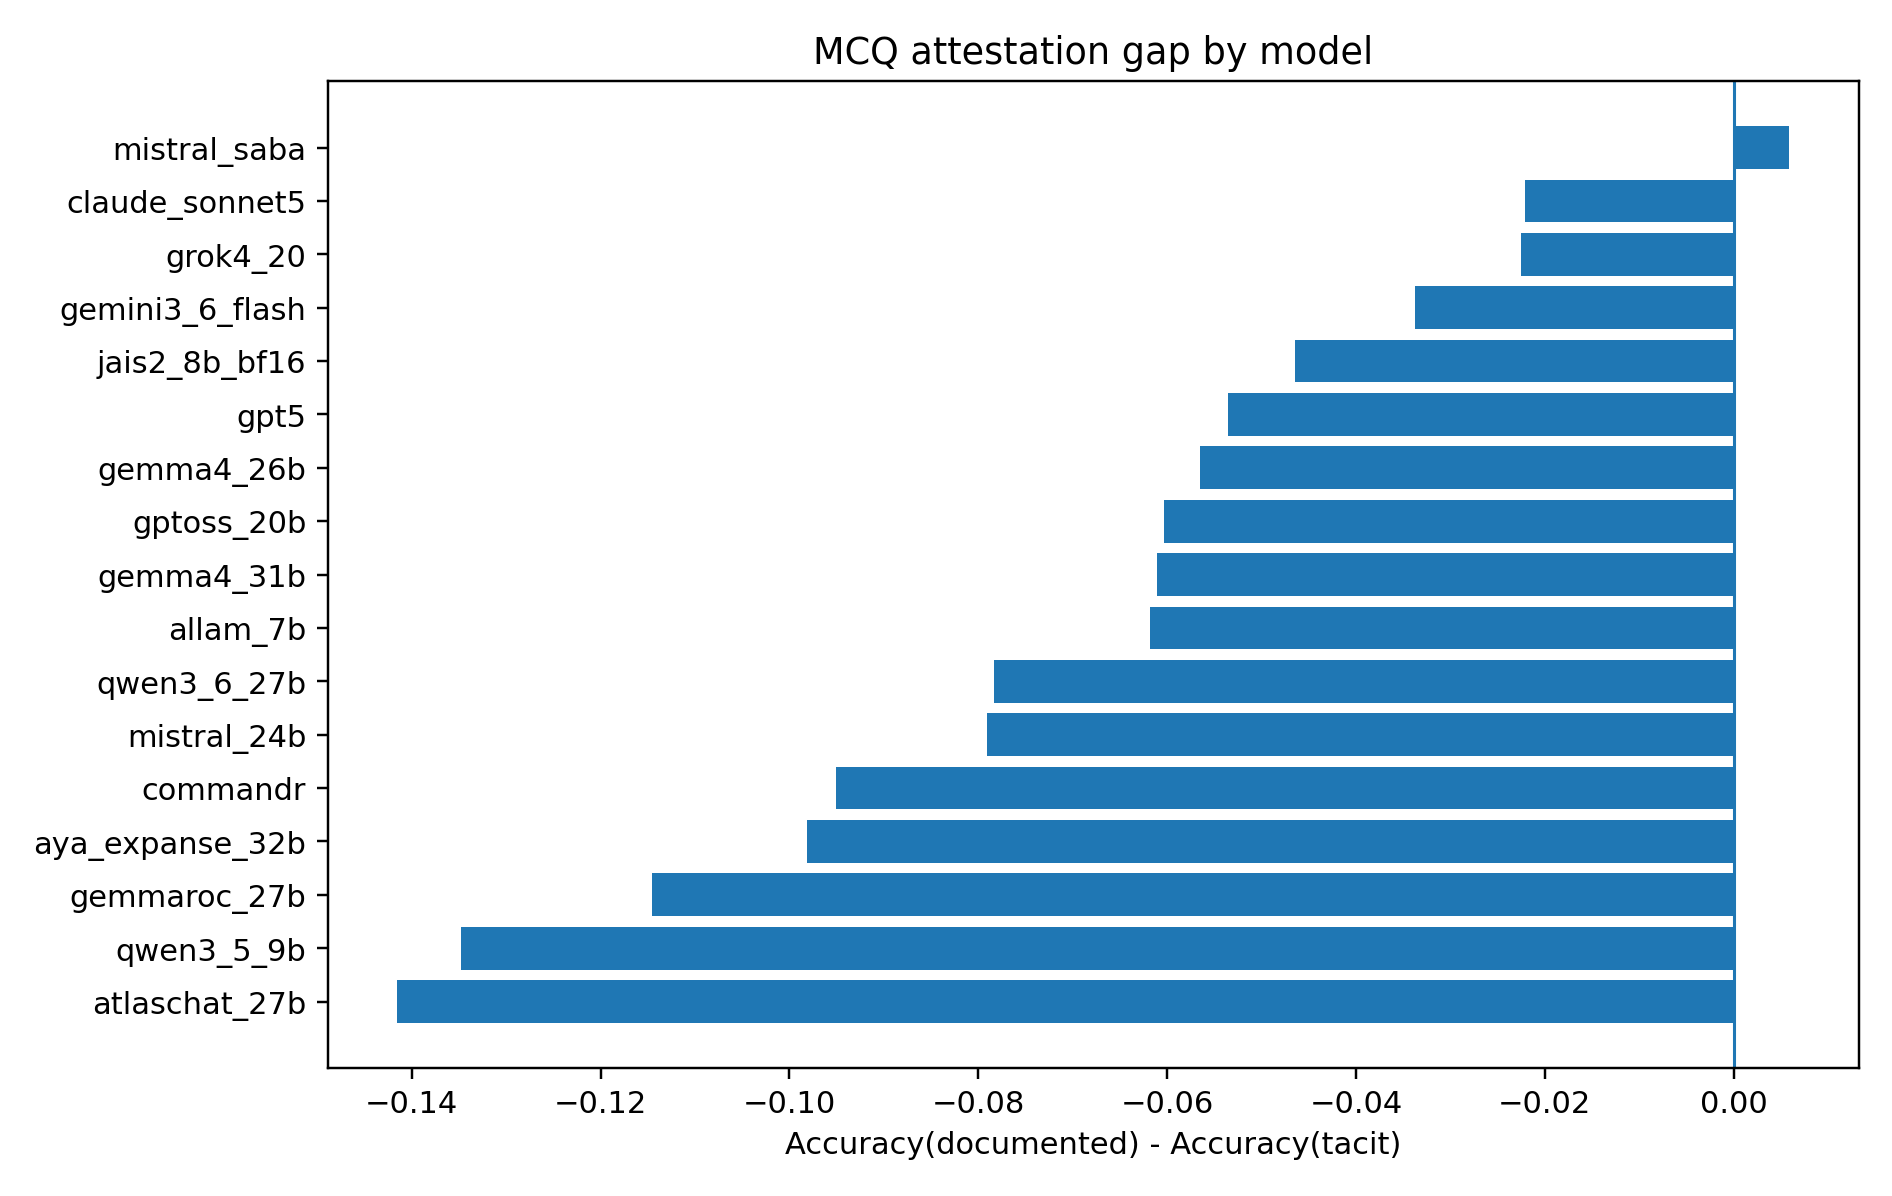 MCQ attestation gap by model
mistral_saba
claude_sonnet5
grok4_20
gemini3_6_flash
jais2_8b_bf16
gpt5
gemma4_26b
gptoss_20b
gemma4_31b
allam_7b
qwen3_6_27b
mistral_24b
commandr
aya_expanse_32b
gemmaroc_27b
qwen3_5_9b
atlaschat_27b
−0.14 −0.12 −0.10 −0.08 −0.06 −0.04 −0.02 0.00
Accuracy(documented) - Accuracy(tacit)